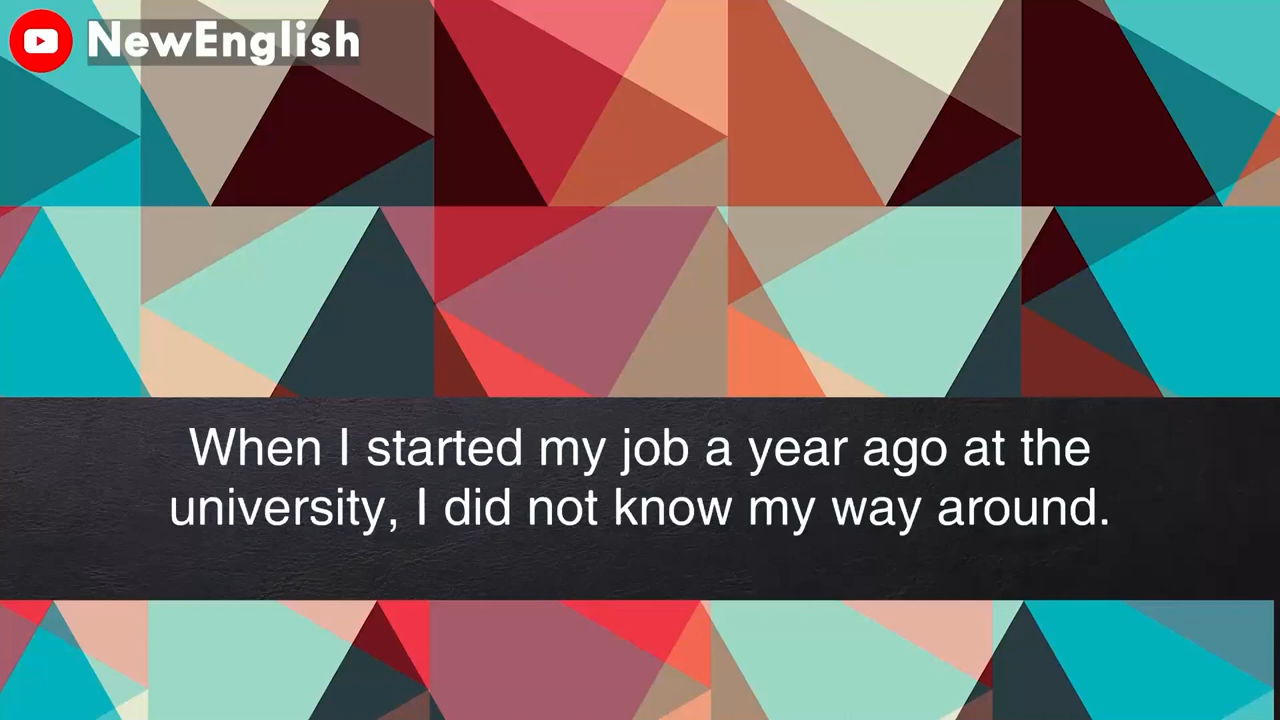 NewEnglish
When I started my job a year ago at the
university, I did not know my way around.